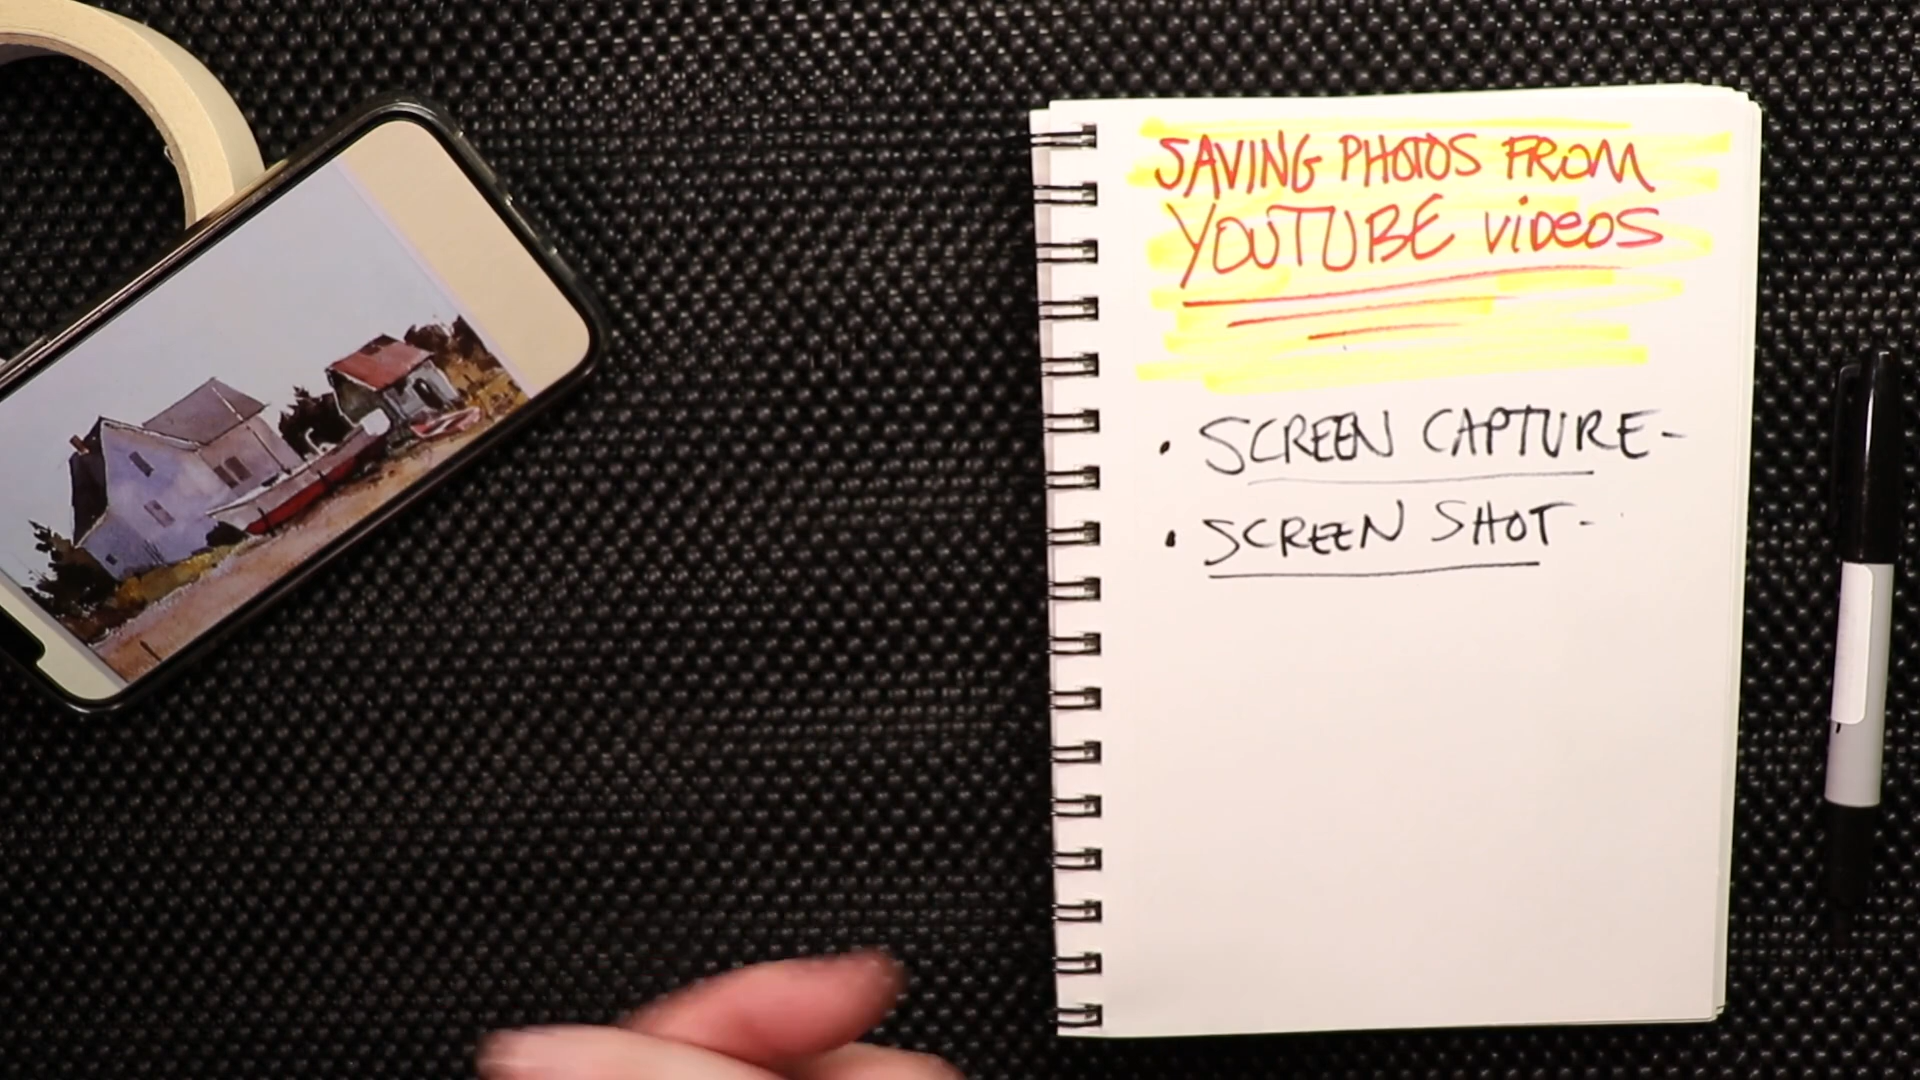 SAVING PHOTOS FROM
YOUTUBE VIDEOS
• SCREEN CAPTURE-
• SCREEN SHOT-